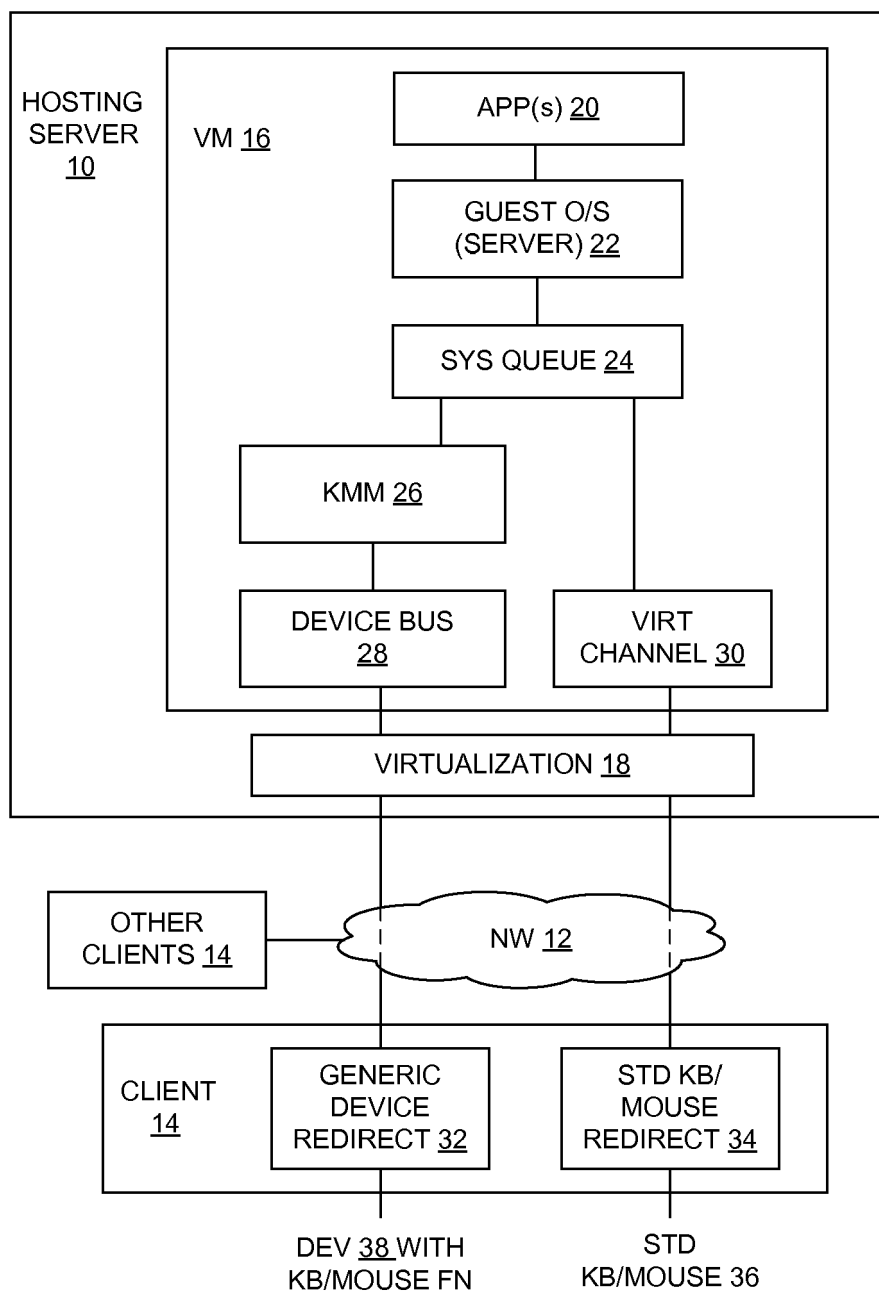 HOSTING
SERVER
10
VM 16
APP(s) 20
GUEST O/S
(SERVER) 22
SYS QUEUE 24
KMM 26
DEVICE BUS
28
VIRT
CHANNEL 30
VIRTUALIZATION 18
OTHER
CLIENTS 14
NW 12
CLIENT
14
GENERIC
DEVICE
REDIRECT 32
STD KB/
MOUSE
REDIRECT 34
DEV 38 WITH
KB/MOUSE FN
STD
KB/MOUSE 36